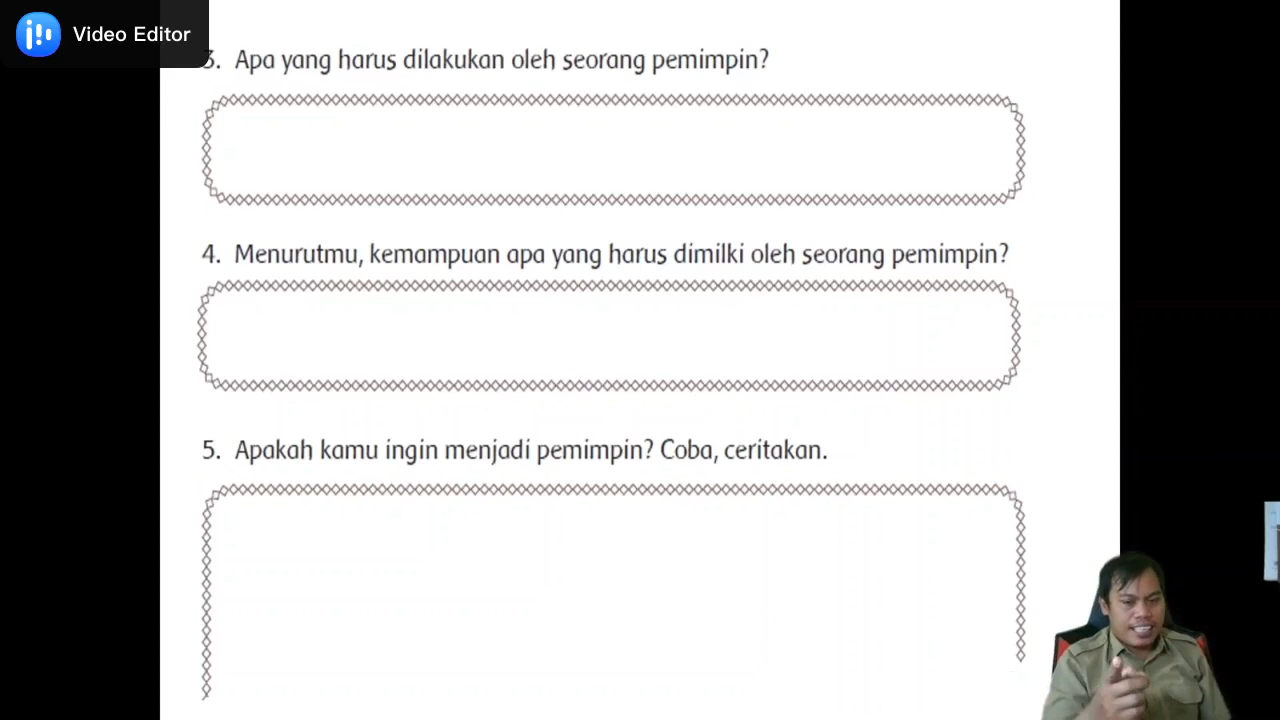 Video Editor
3. Apa yang harus dilakukan oleh seorang pemimpin?
4. Menurutmu, kemampuan apa yang harus dimilki oleh seorang pemimpin?
5. Apakah kamu ingin menjadi pemimpin? Coba, ceritakan.